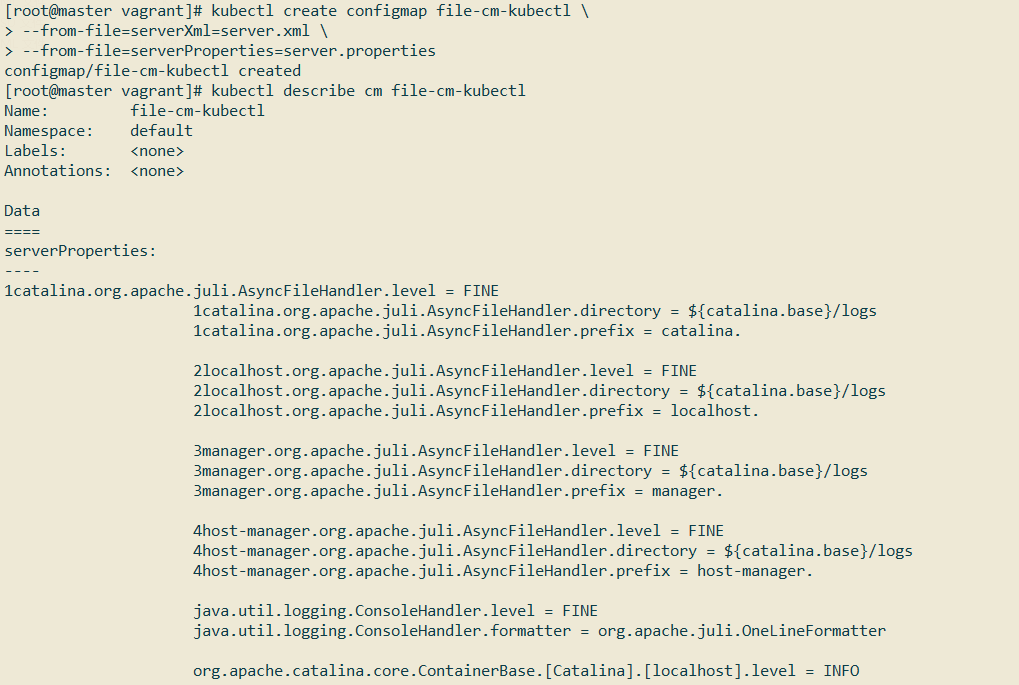 [root@master vagrant]# kubectl create configmap file-cm-kubectl \
> --from-file=serverXml=server.xml \
> --from-file=serverProperties=server.properties
configmap/file-cm-kubectl created
[root@master vagrant]# kubectl describe cm file-cm-kubectl
Name:         file-cm-kubectl
Namespace:    default
Labels:       <none>
Annotations:  <none>

Data
====
serverProperties:
----
1catalina.org.apache.juli.AsyncFileHandler.level = FINE
                     1catalina.org.apache.juli.AsyncFileHandler.directory = ${catalina.base}/logs
                     1catalina.org.apache.juli.AsyncFileHandler.prefix = catalina.

                     2localhost.org.apache.juli.AsyncFileHandler.level = FINE
                     2localhost.org.apache.juli.AsyncFileHandler.directory = ${catalina.base}/logs
                     2localhost.org.apache.juli.AsyncFileHandler.prefix = localhost.

                     3manager.org.apache.juli.AsyncFileHandler.level = FINE
                     3manager.org.apache.juli.AsyncFileHandler.directory = ${catalina.base}/logs
                     3manager.org.apache.juli.AsyncFileHandler.prefix = manager.

                     4host-manager.org.apache.juli.AsyncFileHandler.level = FINE
                     4host-manager.org.apache.juli.AsyncFileHandler.directory = ${catalina.base}/logs
                     4host-manager.org.apache.juli.AsyncFileHandler.prefix = host-manager.

                     java.util.logging.ConsoleHandler.level = FINE
                     java.util.logging.ConsoleHandler.formatter = org.apache.juli.OneLineFormatter

                     org.apache.catalina.core.ContainerBase.[Catalina].[localhost].level = INFO